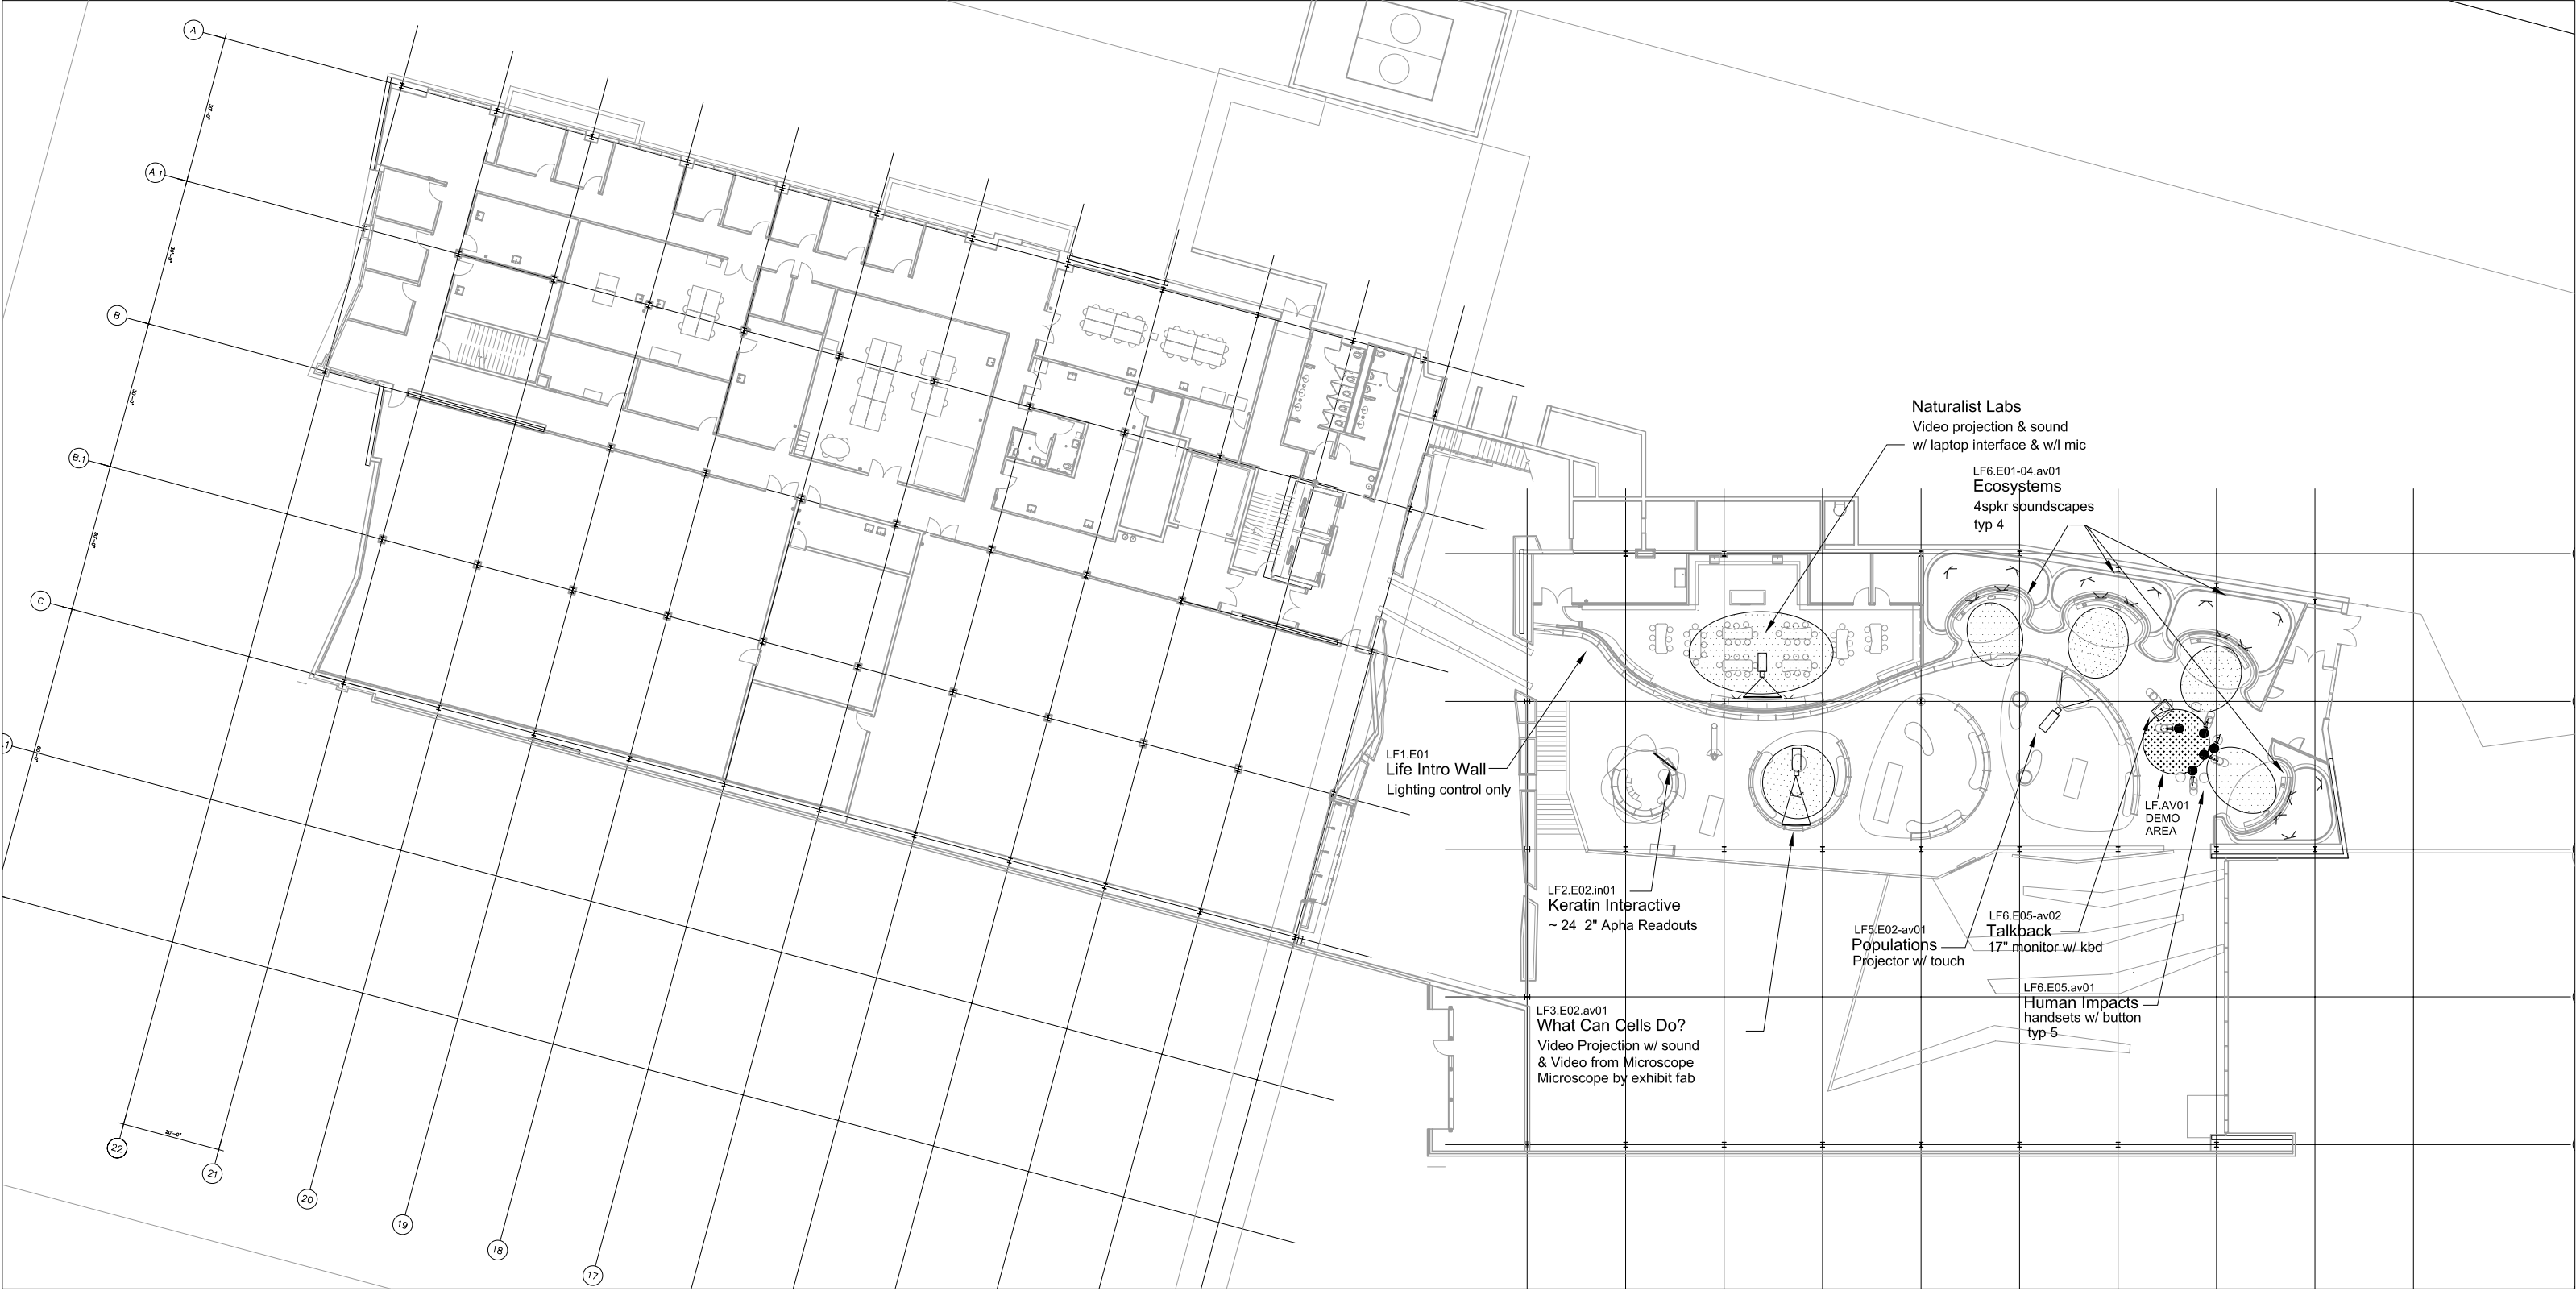 A
A.1
B
B.1
C
22
21
20
19
18
17
20'-0"
Naturalist Labs
Video projection & sound
w/ laptop interface & w/l mic
LF6.E01-04.av01
Ecosystems
4spkr soundscapes
typ 4
LF1.E01
Life Intro Wall
Lighting control only
LF.AV01
DEMO
AREA
LF2.E02.in01
Keratin Interactive
~ 24 2" Apha Readouts
LF5.E02-av01
Populations
Projector w/ touch
LF6.E05-av02
Talkback
17" monitor w/ kbd
LF6.E05.av01
Human Impacts
handsets w/ button
typ 5
LF3.E02.av01
What Can Cells Do?
Video Projection w/ sound
& Video from Microscope
Microscope by exhibit fab